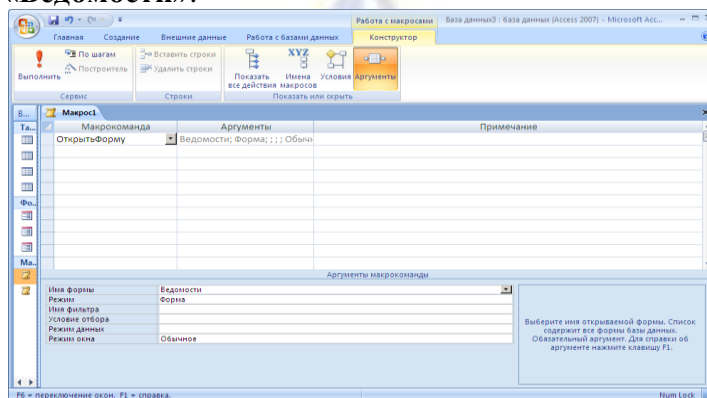 «Ведомости».
Работа с макросами
База данных3 : база данных (Access 2007) - Microsoft Acc...
Главная Создание Внешние данные Работа с базами данных Конструктор
Выполнить
По шагам
Построитель
Сервис
Вставить строки
Удалить строки
Строки
Показать все действия
XYZ
Имена макросов
Условия
Аргументы
Показать или скрыть
В...
Макрос1
Та...
Фо...
Ма...
Макрокоманда Аргументы Примечание
ОткрытьФорму Ведомости; Форма; ; ; ; Обычн
Аргументы макрокоманды
Имя формы Ведомости
Режим Форма
Имя фильтра
Условие отбора
Режим данных
Режим окна Обычное
Выберите имя открываемой формы. Список
содержит все формы базы данных.
Обязательный аргумент. Для справки об
аргументе нажмите клавишу F1.
F6 = переключение окон. F1 = справка.
Num Lock